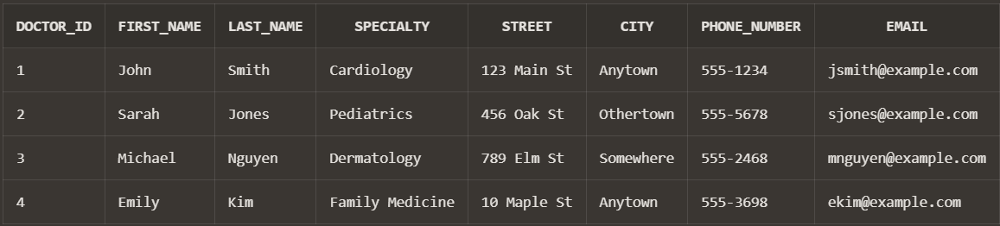 DOCTOR_ID FIRST_NAME LAST_NAME SPECIALTY STREET CITY PHONE_NUMBER EMAIL
1 John Smith Cardiology 123 Main St Anytown 555-1234 jsmith@example.com
2 Sarah Jones Pediatrics 456 Oak St Othertown 555-5678 sjones@example.com
3 Michael Nguyen Dermatology 789 Elm St Somewhere 555-2468 mnguyen@example.com
4 Emily Kim Family Medicine 10 Maple St Anytown 555-3698 ekim@example.com